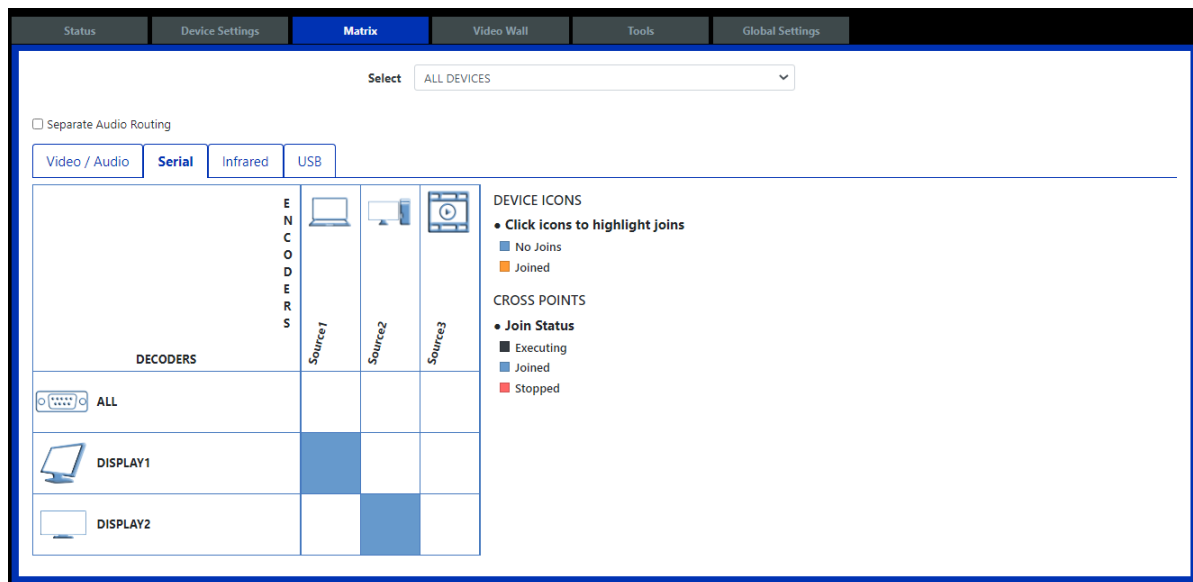 Status Device Settings Matrix Video Wall Tools Global Settings
Select ALL DEVICES
Separate Audio Routing
Video / Audio Serial Infrared USB
ENCODERS
Source1 Source2 Source3
DECODERS
ALL
DISPLAY1
DISPLAY2
DEVICE ICONS
• Click icons to highlight joins
No Joins
Joined
CROSS POINTS
• Join Status
Executing
Joined
Stopped